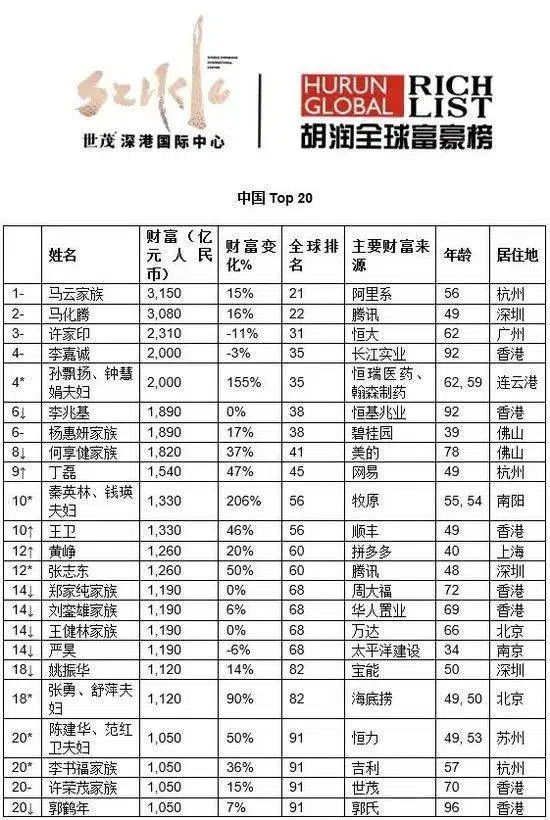 世茂深港国际中心
HURUN RICH
GLOBAL LIST
胡润全球富豪榜
中国 Top 20
姓名 财富（亿元人民币） 财富变化% 全球排名 主要财富来源 年龄 居住地
1- 马云家族 3,150 15% 21 阿里系 56 杭州
2- 马化腾 3,080 16% 22 腾讯 49 深圳
3- 许家印 2,310 -11% 31 恒大 62 广州
4- 李嘉诚 2,000 -3% 35 长江实业 92 香港
4* 孙飘扬、钟慧娟夫妇 2,000 155% 35 恒瑞医药、翰森制药 62, 59 连云港
6↓ 李兆基 1,890 0% 38 恒基兆业 92 香港
6- 杨惠妍家族 1,890 17% 38 碧桂园 39 佛山
8↓ 何享健家族 1,820 37% 41 美的 78 佛山
9↑ 丁磊 1,540 47% 45 网易 49 杭州
10* 秦英林、钱瑛夫妇 1,330 206% 56 牧原 55, 54 南阳
10↑ 王卫 1,330 46% 56 顺丰 49 香港
12↑ 黄峥 1,260 20% 60 拼多多 40 上海
12* 张志东 1,260 50% 60 腾讯 48 深圳
14↓ 郑家纯家族 1,190 0% 68 周大福 72 香港
14↓ 刘銮雄家族 1,190 6% 68 华人置业 69 香港
14↓ 王健林家族 1,190 0% 68 万达 66 北京
14↓ 严昊 1,190 -6% 68 太平洋建设 34 南京
18↓ 姚振华 1,120 14% 82 宝能 50 深圳
18* 张勇、舒萍夫妇 1,120 90% 82 海底捞 49, 50 北京
20* 陈建华、范红卫夫妇 1,050 50% 91 恒力 49, 53 苏州
20* 李书福家族 1,050 36% 91 吉利 57 杭州
20- 许荣茂家族 1,050 15% 91 世茂 70 香港
20↓ 郭鹤年 1,050 7% 91 郭氏 96 香港